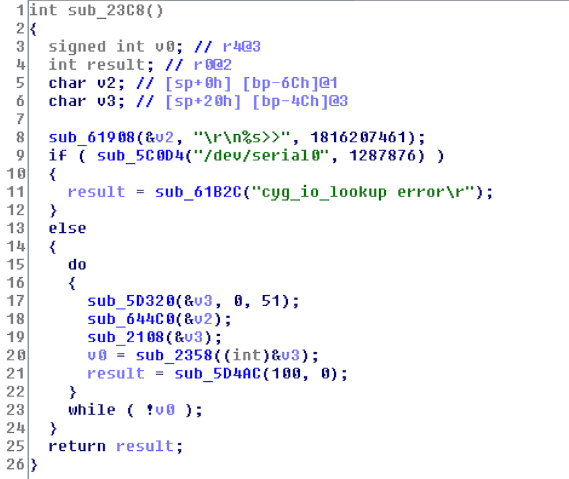 1 int sub_23C8()
2 {
3 signed int v0; // r4@3
4 int result; // r0@2
5 char v2; // [sp+0h] [bp-6Ch]@1
6 char v3; // [sp+20h] [bp-4Ch]@3
7
8 sub_61908(&v2, "\r\n%s>>", 1816207461);
9 if ( sub_5C0D4("/dev/serial0", 1287876) )
10 {
11 result = sub_61B2C("cyg_io_lookup error\r");
12 }
13 else
14 {
15 do
16 {
17 sub_5D320(&v3, 0, 51);
18 sub_644C0(&v2);
19 sub_2108(&v3);
20 v0 = sub_2358((int)&v3);
21 result = sub_5D4AC(100, 0);
22 }
23 while ( !v0 );
24 }
25 return result;
26 }